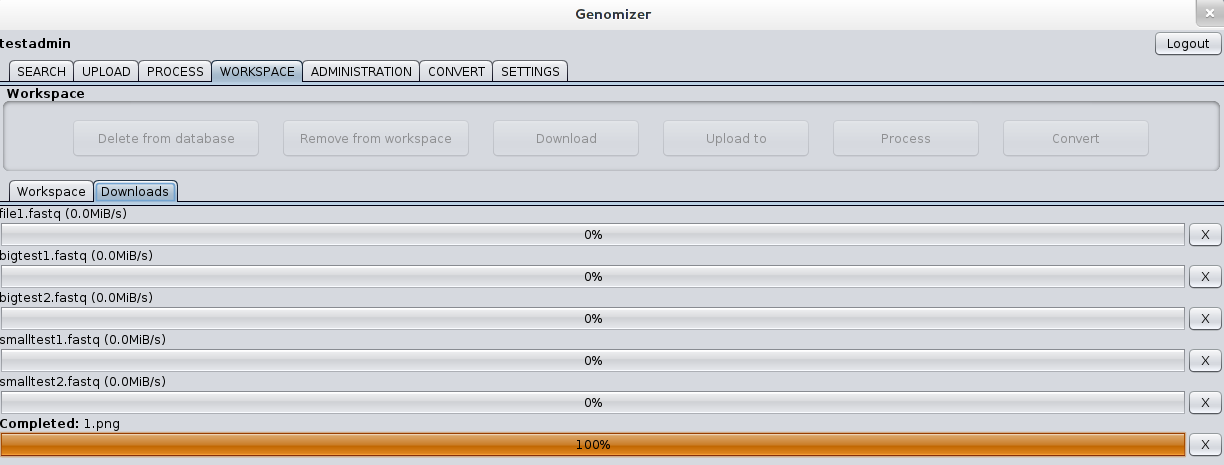 Genomizer
x
testadmin
Logout
SEARCH UPLOAD PROCESS WORKSPACE ADMINISTRATION CONVERT SETTINGS
Workspace
Delete from database Remove from workspace Download Upload to Process Convert
Workspace Downloads
file1.fastq (0.0MiB/s)
0% X
bigtest1.fastq (0.0MiB/s)
0% X
bigtest2.fastq (0.0MiB/s)
0% X
smalltest1.fastq (0.0MiB/s)
0% X
smalltest2.fastq (0.0MiB/s)
0% X
Completed: 1.png
100% X